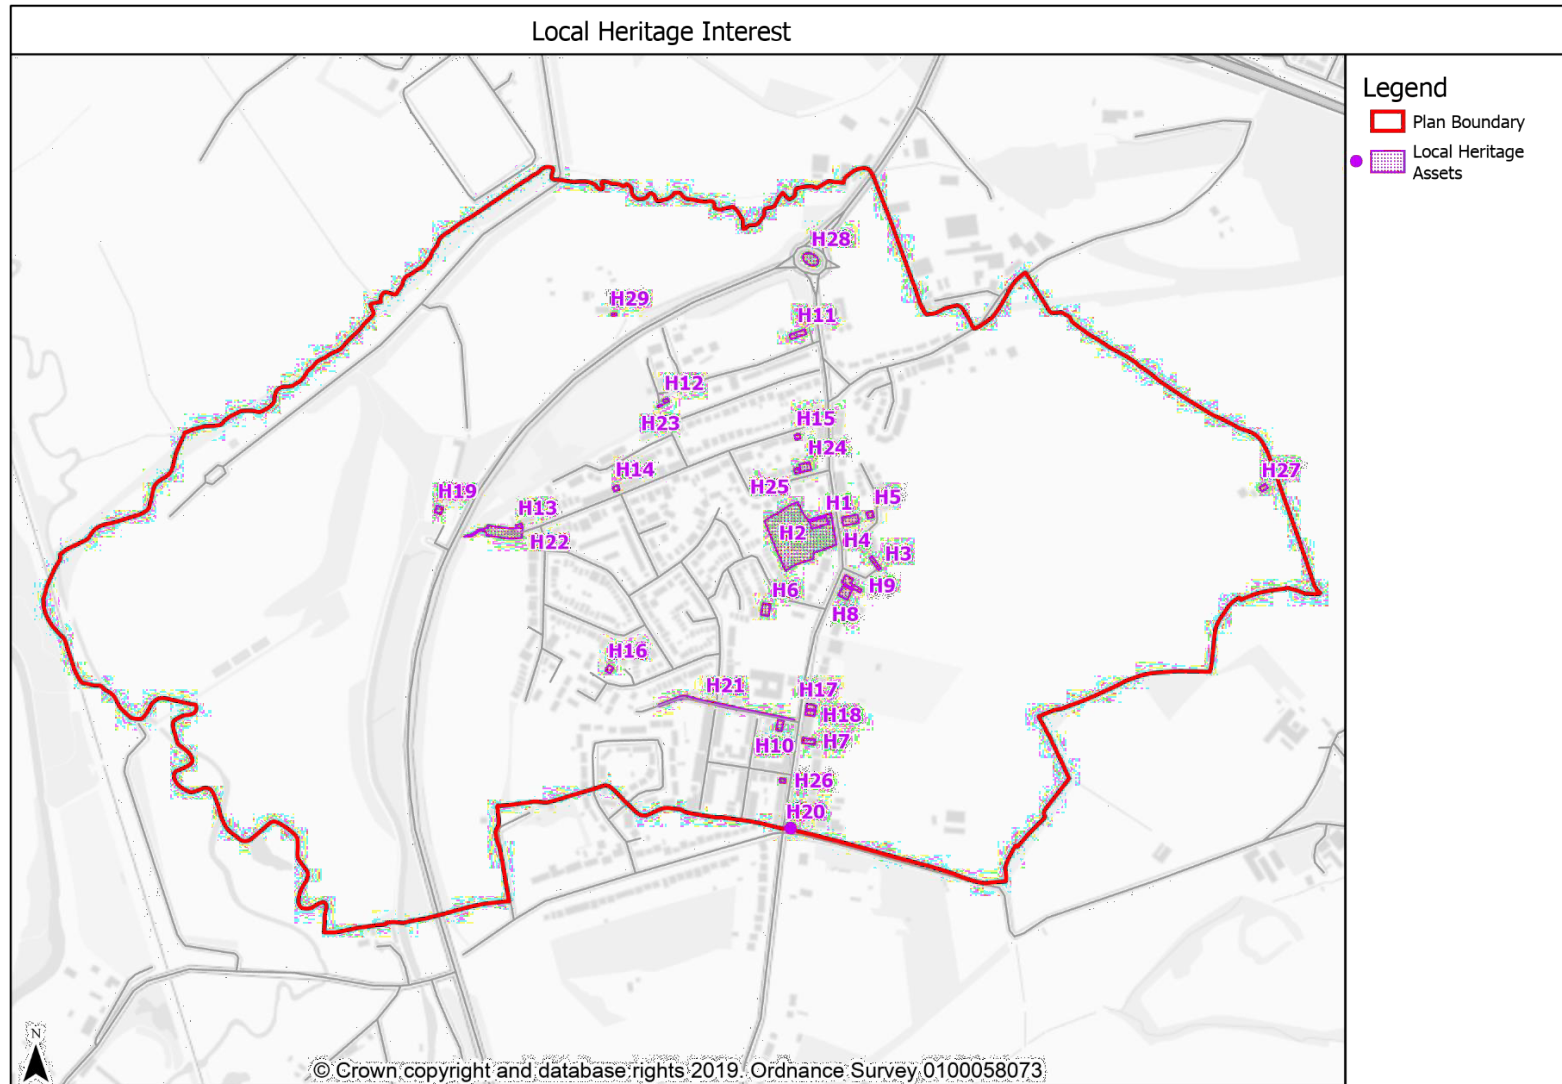 Local Heritage Interest
Legend
Plan Boundary
Local Heritage
Assets
H28
H29
H11
H12
H23
H15
H24
H14
H25
H27
H19
H13
H22
H1
H5
H2
H4
H3
H6
H9
H8
H16
H21
H17
H18
H10
H7
H26
H20
N
© Crown copyright and database rights 2019. Ordnance Survey 0100058073